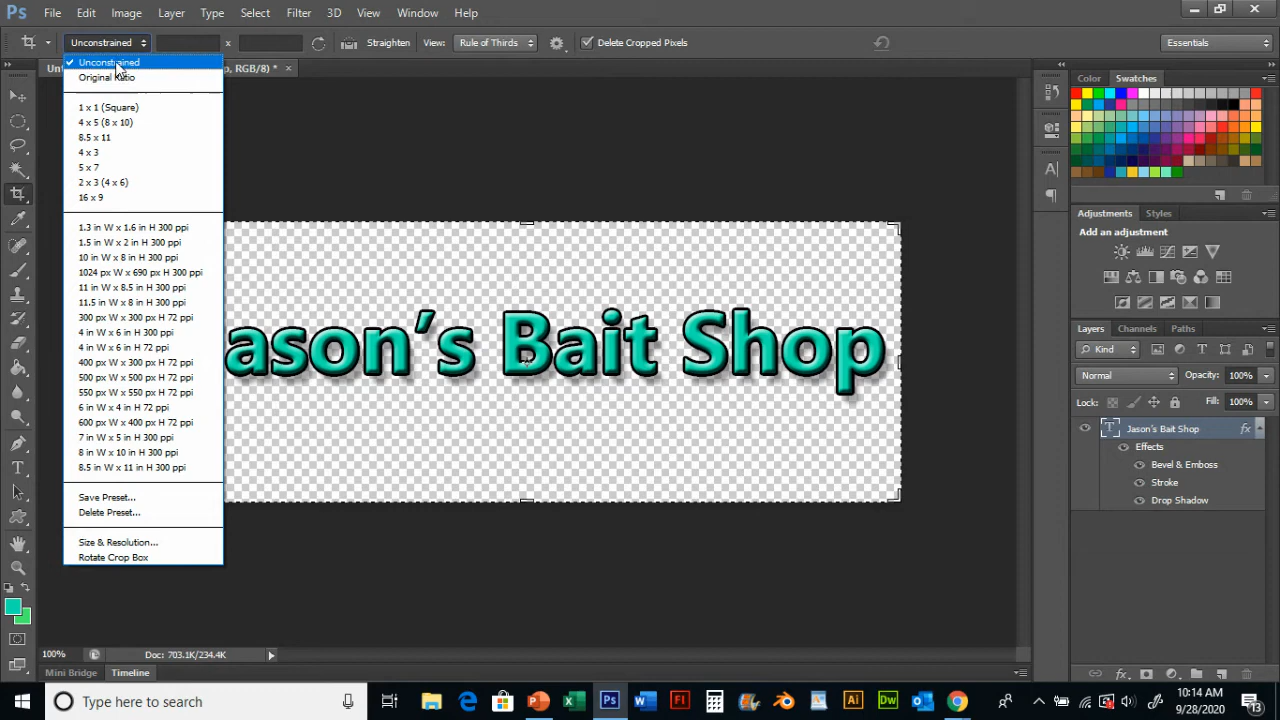 Ps File Edit Image Layer Type Select Filter 3D View Window Help
Unconstrained x Straighten View: Rule of Thirds Delete Cropped Pixels Essentials
p, RGB/8) * ×
Unconstrained
Original Ratio
1 x 1 (Square)
4 x 5 (8 x 10)
8.5 x 11
4 x 3
5 x 7
2 x 3 (4 x 6)
16 x 9
1.3 in W x 1.6 in H 300 ppi
1.5 in W x 2 in H 300 ppi
10 in W x 8 in H 300 ppi
1024 px W x 690 px H 300 ppi
11 in W x 8.5 in H 300 ppi
11.5 in W x 8 in H 300 ppi
300 px W x 300 px H 72 ppi
4 in W x 6 in H 300 ppi
4 in W x 6 in H 72 ppi
400 px W x 300 px H 72 ppi
500 px W x 500 px H 72 ppi
550 px W x 550 px H 72 ppi
6 in W x 4 in H 72 ppi
600 px W x 400 px H 72 ppi
7 in W x 5 in H 300 ppi
8 in W x 10 in H 300 ppi
8.5 in W x 11 in H 300 ppi
Save Preset...
Delete Preset...
Size & Resolution...
Rotate Crop Box
ason's Bait Shop
Color Swatches
Adjustments Styles
Add an adjustment
Layers Channels Paths
Kind
Normal Opacity: 100%
Lock: Fill: 100%
Jason's Bait Shop fx
Effects
Bevel & Emboss
Stroke
Drop Shadow
100% Doc: 703.1K/234.4K
Mini Bridge Timeline
Type here to search
10:14 AM
9/28/2020
13